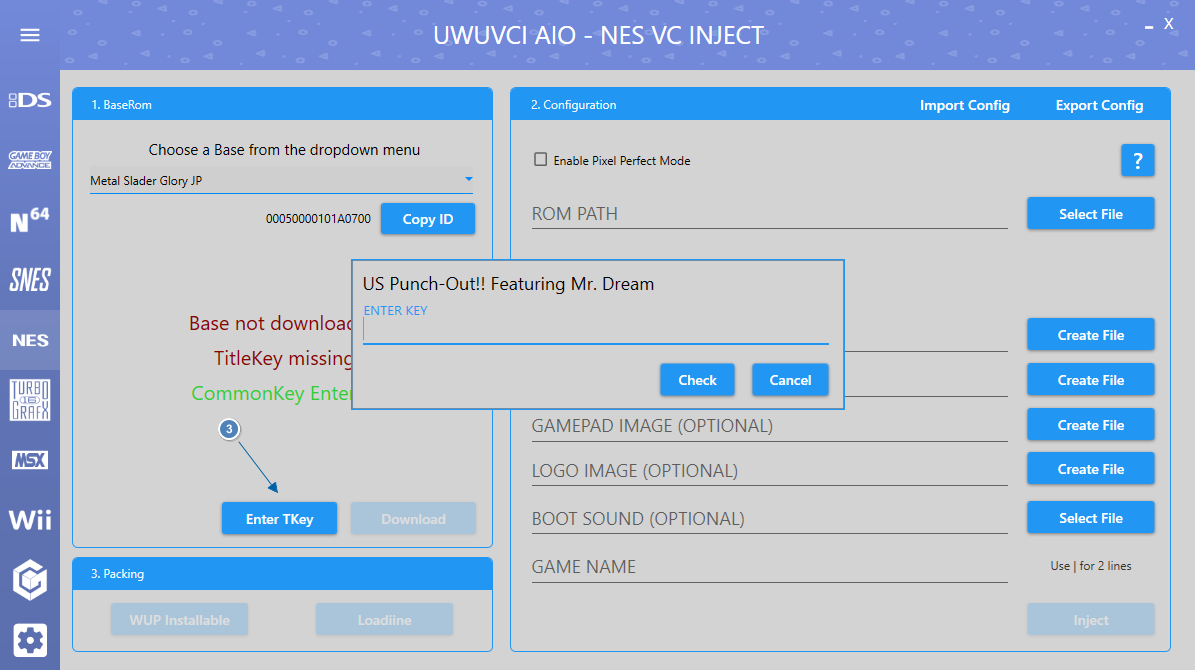 UWUVCI AIO - NES VC INJECT
X
DS
GAME BOY
ADVANCE
N64
SNES
NES
TURBO
16
GRAFX
MSX
Wii
1. BaseRom
Choose a Base from the dropdown menu
Metal Slader Glory JP
00050000101A0700
Copy ID
Base not download
TitleKey missing
CommonKey Enter
3
Enter TKey
Download
3. Packing
WUP Installable
Loadiine
2. Configuration
Import Config
Export Config
Enable Pixel Perfect Mode
?
ROM PATH
Select File
US Punch-Out!! Featuring Mr. Dream
ENTER KEY
Check
Cancel
Create File
Create File
GAMEPAD IMAGE (OPTIONAL)
Create File
LOGO IMAGE (OPTIONAL)
Create File
BOOT SOUND (OPTIONAL)
Select File
GAME NAME
Use | for 2 lines
Inject